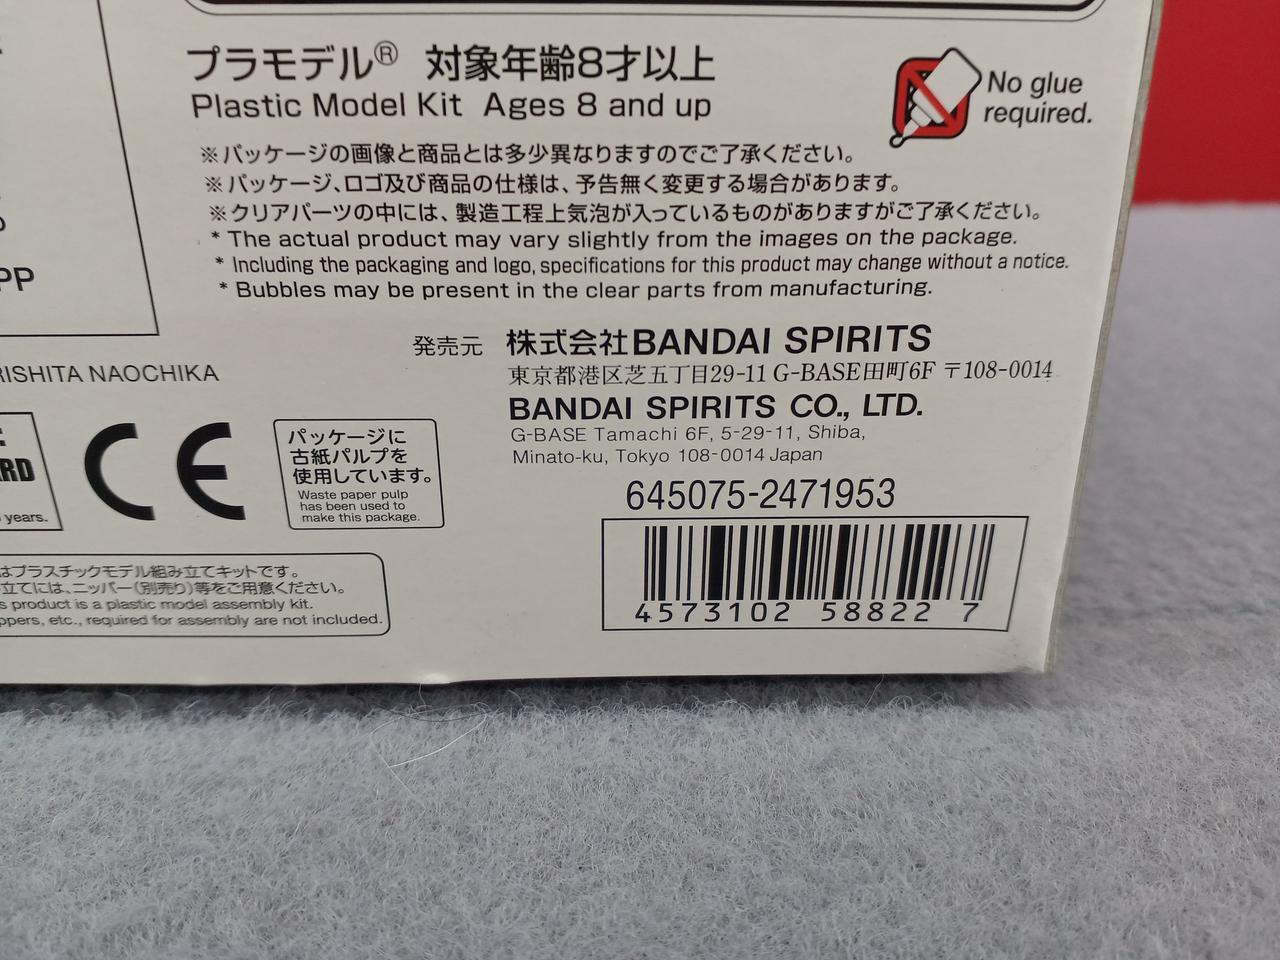 プラモデル® 対象年齢8才以上
Plastic Model Kit Ages 8 and up
No glue
required.
※パッケージの画像と商品とは多少異なりますのでご了承ください。
※パッケージ、ロゴ及び商品の仕様は、予告無く変更する場合があります。
※クリアパーツの中には、製造工程上気泡が入っているものがありますがご了承ください。
* The actual product may vary slightly from the images on the package.
* Including the packaging and logo, specifications for this product may change without a notice.
* Bubbles may be present in the clear parts from manufacturing.
PP
発売元 株式会社BANDAI SPIRITS
東京都港区芝五丁目29-11 G-BASE田町6F 〒108-0014
BANDAI SPIRITS CO., LTD.
G-BASE Tamachi 6F, 5-29-11, Shiba,
Minato-ku, Tokyo 108-0014 Japan
RISHITA NAOCHIKA
RD
years.
CE
パッケージに
古紙パルプを
使用しています。
Waste paper pulp
has been used to
make this package.
645075-2471953
4573102 58822 7
はプラスチックモデル組み立てキットです。
立てには、ニッパー(別売り)等をご用意ください。
s product is a plastic model assembly kit.
ppers, etc., required for assembly are not included.